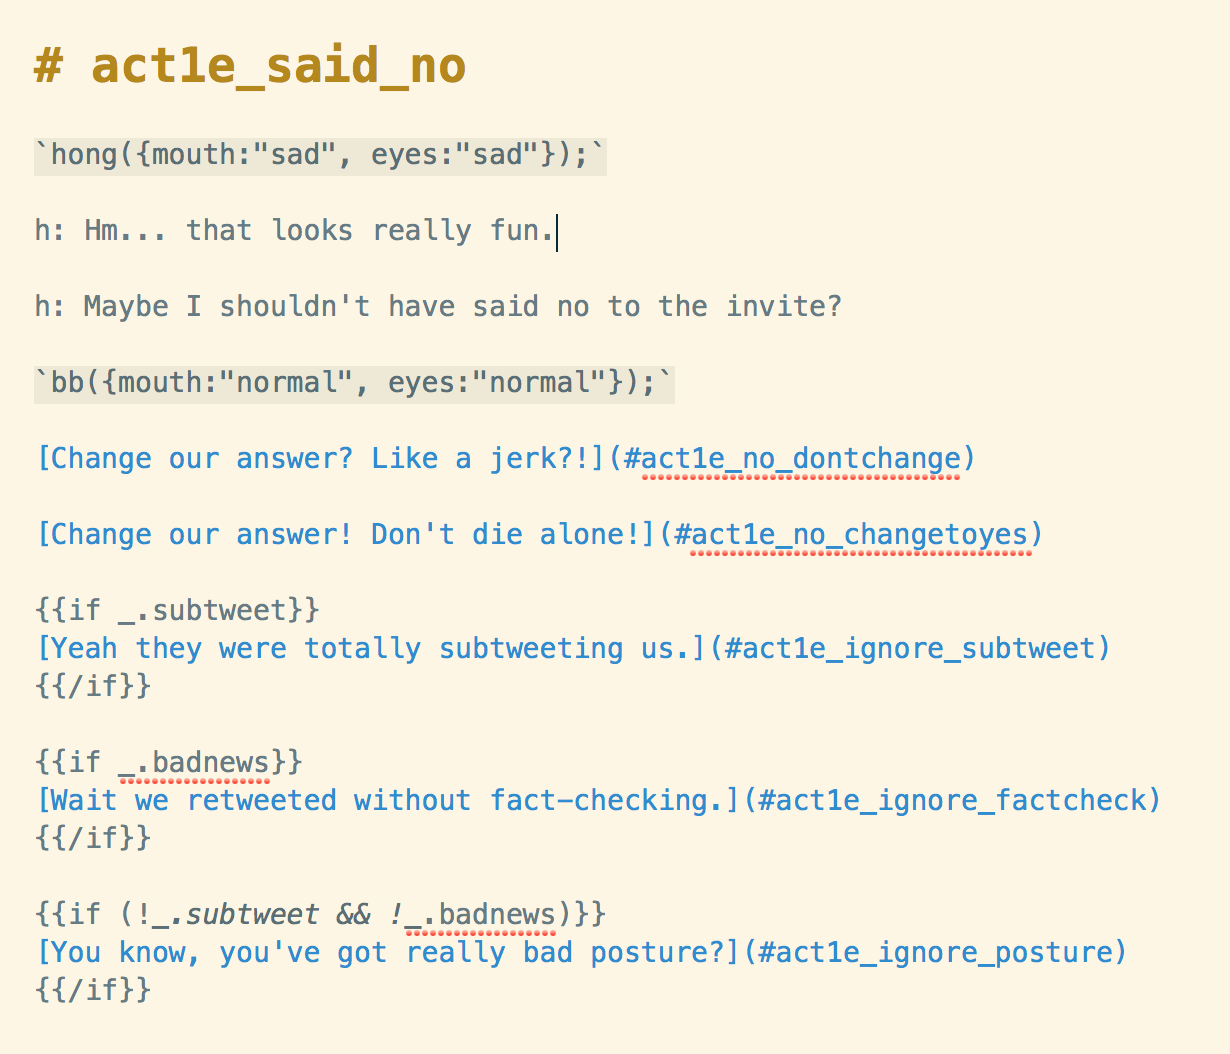 # act1e_said_no
`hong({mouth:"sad", eyes:"sad"});`
h: Hm... that looks really fun.
h: Maybe I shouldn't have said no to the invite?
`bb({mouth:"normal", eyes:"normal"});`
[Change our answer? Like a jerk?!](#act1e_no_dontchange)
[Change our answer! Don't die alone!](#act1e_no_changetoyes)
{{if _.subtweet}}
[Yeah they were totally subtweeting us.](#act1e_ignore_subtweet)
{{/if}}
{{if _.badnews}}
[Wait we retweeted without fact-checking.](#act1e_ignore_factcheck)
{{/if}}
{{if (!_.subtweet && !_.badnews)}}
[You know, you've got really bad posture?](#act1e_ignore_posture)
{{/if}}